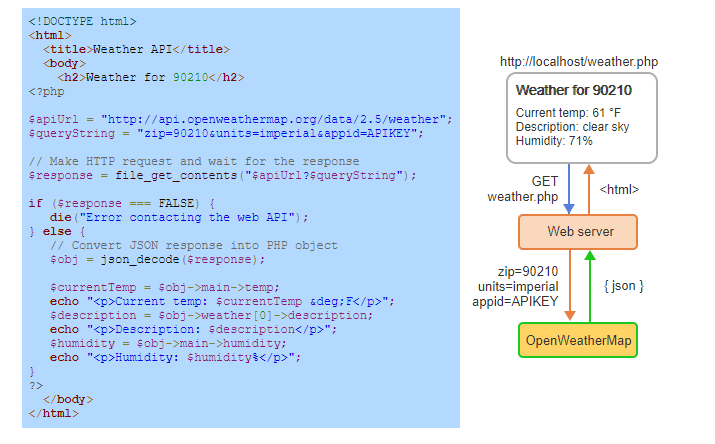 <!DOCTYPE html>
<html>
  <title>Weather API</title>
  <body>
    <h2>Weather for 90210</h2>
<?php

$apiUrl = "http://api.openweathermap.org/data/2.5/weather";
$queryString = "zip=90210&units=imperial&appid=APIKEY";

// Make HTTP request and wait for the response
$response = file_get_contents("$apiUrl?$queryString");

if ($response === FALSE) {
   die("Error contacting the web API");
} else {
   // Convert JSON response into PHP object
   $obj = json_decode($response);

   $currentTemp = $obj->main->temp;
   echo "<p>Current temp: $currentTemp &deg;F</p>";
   $description = $obj->weather[0]->description;
   echo "<p>Description: $description</p>";
   $humidity = $obj->main->humidity;
   echo "<p>Humidity: $humidity%</p>";
}
?>
  </body>
</html>
http://localhost/weather.php
Weather for 90210
Current temp: 61 °F
Description: clear sky
Humidity: 71%
GET
weather.php
<html>
Web server
zip=90210
units=imperial
appid=APIKEY
{ json }
OpenWeatherMap